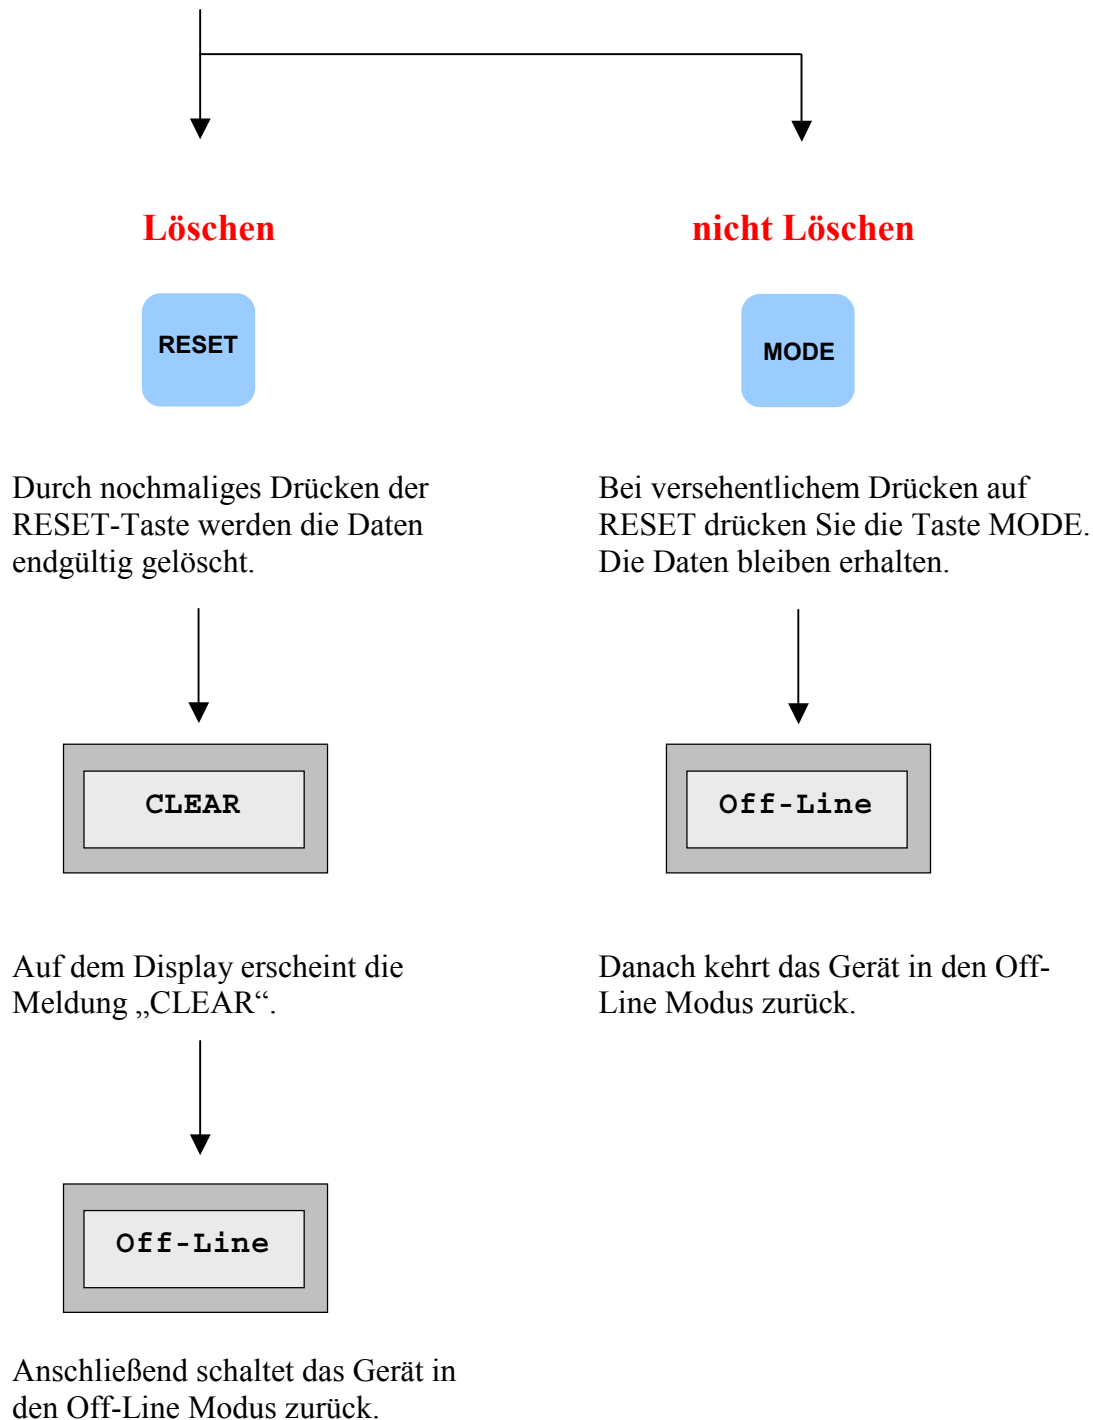 Löschen
RESET
Durch nochmaliges Drücken der
RESET-Taste werden die Daten
endgültig gelöscht.
CLEAR
Auf dem Display erscheint die
Meldung „CLEAR“.
Off-Line
Anschließend schaltet das Gerät in
den Off-Line Modus zurück.
nicht Löschen
MODE
Bei versehentlichem Drücken auf
RESET drücken Sie die Taste MODE.
Die Daten bleiben erhalten.
Off-Line
Danach kehrt das Gerät in den Off-
Line Modus zurück.